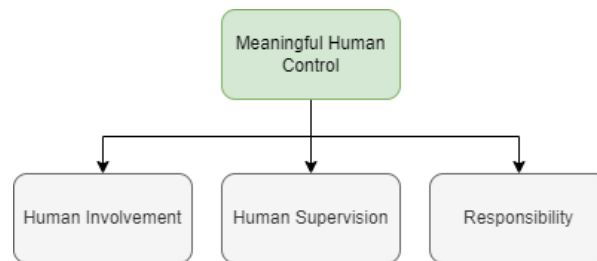 Meaningful Human
Control
Human Involvement
Human Supervision
Responsibility